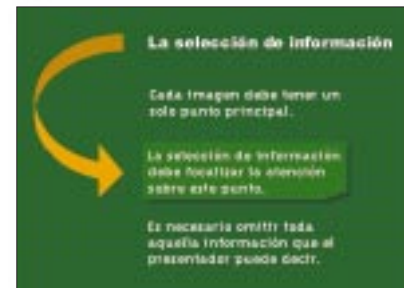 La selección de información
Cada imagen debe tener un
solo punto principal.
La selección de información
debe focalizar la atención
sobre este punto.
Es necesario omitir toda
aquella información que el
presentador puede decir.